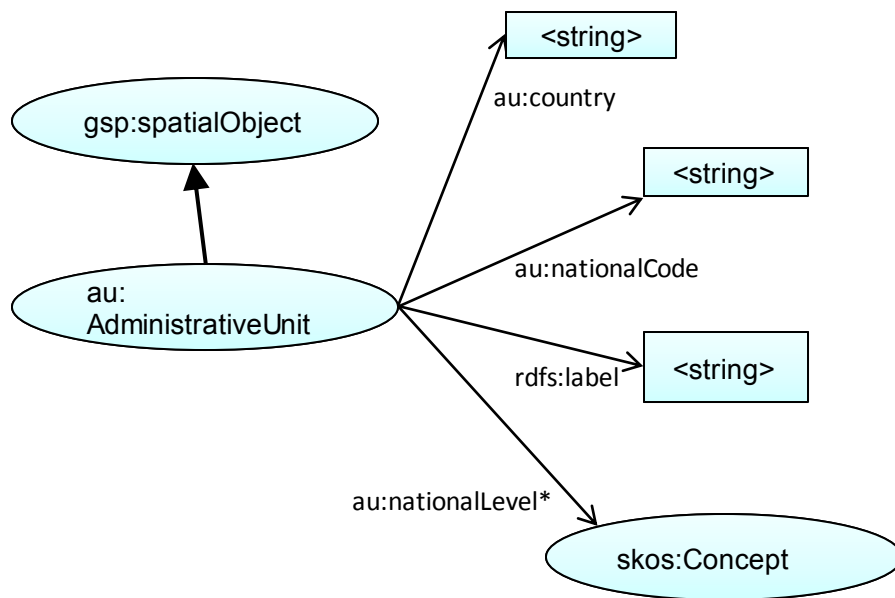 <string>
au:country
gsp:spatialObject
<string>
au:nationalCode
au:
AdministrativeUnit
rdfs:label
<string>
au:nationalLevel*
skos:Concept